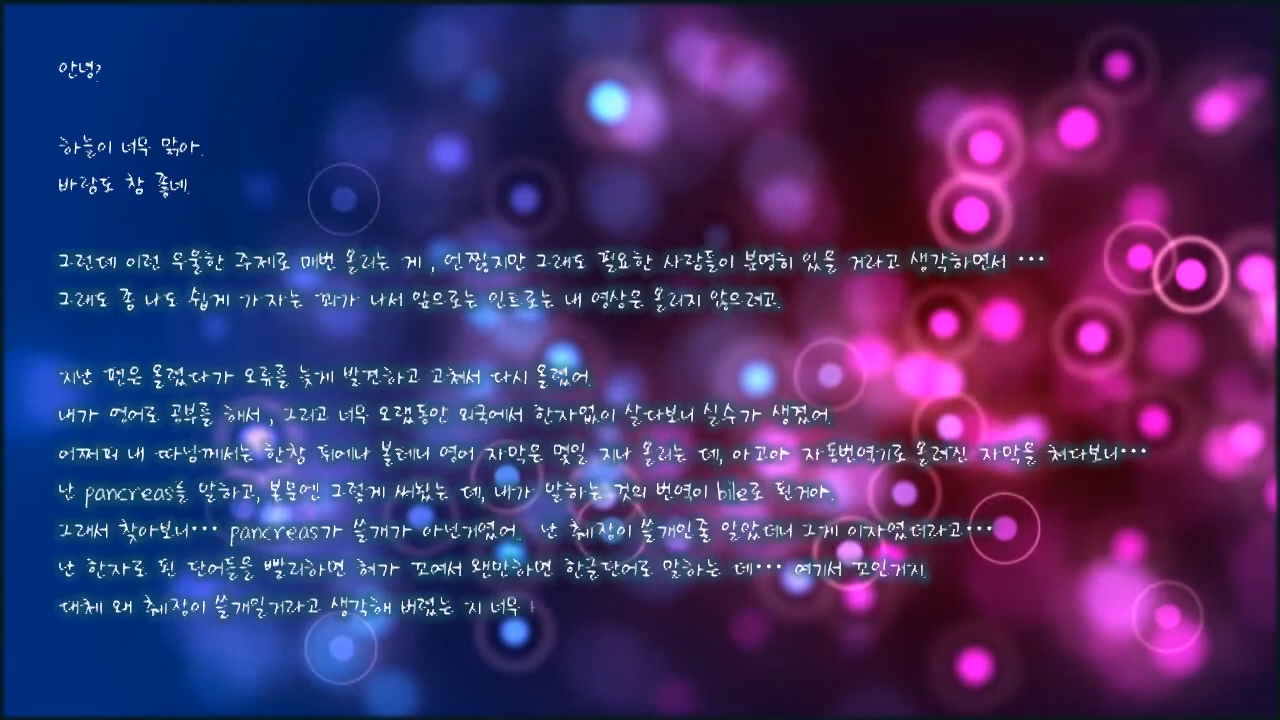 안녕?
하늘이 너무 맑아.
바람도 참 좋네.
그런데 이런 우울한 주제로 매번 올리는 게, 언짢지만 그래도 필요한 사람들이 분명히 있을 거라고 생각하면서 •••
그래도 좀 나도 쉽게 가자는 꾀가 나서 앞으로는 인트로는 내 영상은 올리지 않으려고.
지난 편은 올렸다가 오류를 늦게 발견하고 고쳐서 다시 올렸어.
내가 영어로 공부를 해서, 그리고 너무 오랫동안 외국에서 한자없이 살다보니 실수가 생겼어.
어쩌피 내 따님께서는 한참 뒤에나 볼테니 영어 자막은 몇일 지나 올리는 데, 아고야 자동번역기로 올려진 자막을 쳐다보니•••
난 pancreas를 말하고, 본문엔 그렇게 써놨는 데, 내가 말하는 것의 번역이 bile로 된거야.
그래서 찾아보니••• pancreas가 쓸개가 아닌거였어. 난 췌장이 쓸개인줄 알았더니 그게 이자였더라고•••
난 한자로 된 단어들을 빨리하면 혀가 꼬여서 왠만하면 한글단어로 말하는 데••• 여기서 꼬인거지.
대체 왜 췌장이 쓸개일거라고 생각해 버렸는 지 너무